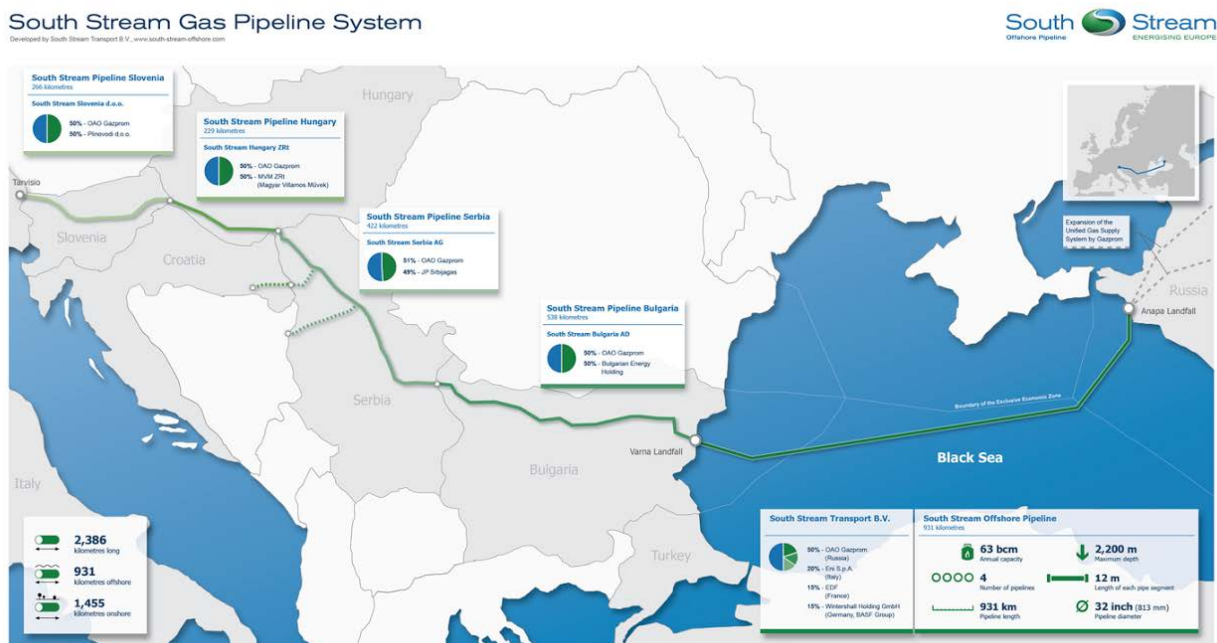 South Stream Gas Pipeline System
Developed by South Stream Transport B.V., www.south-stream-offshore.com
South Stream
Offshore Pipeline
ENERGISING EUROPE
South Stream Pipeline Slovenia
266 kilometres
South Stream Slovenia d.o.o.
50% - OAO Gazprom
50% - Plinovodi d.o.o.
South Stream Pipeline Hungary
229 kilometres
South Stream Hungary ZRt
50% - OAO Gazprom
50% - MVM ZRt
(Magyar Villamos Művek)
South Stream Pipeline Serbia
422 kilometres
South Stream Serbia AG
51% - OAO Gazprom
49% - JP Srbijagas
South Stream Pipeline Bulgaria
538 kilometres
South Stream Bulgaria AD
50% - OAO Gazprom
50% - Bulgarian Energy
Holding
Hungary
Tarvisio
Slovenia
Croatia
Serbia
Bulgaria
Italy
Turkey
Varna Landfall
Expansion of the
Unified Gas Supply
System by Gazprom
Russia
Anapa Landfall
Boundary of the Exclusive Economic Zone
Black Sea
2,386
kilometres long
931
kilometres offshore
1,455
kilometres onshore
South Stream Transport B.V.
50% - OAO Gazprom
(Russia)
20% - Eni S.p.A.
(Italy)
15% - EDF
(France)
15% - Wintershall Holding GmbH
(Germany, BASF Group)
South Stream Offshore Pipeline
931 kilometres
63 bcm
Annual capacity
2,200 m
Maximum depth
4
Number of pipelines
12 m
Length of each pipe segment
931 km
Pipeline length
32 inch (813 mm)
Pipeline diameter